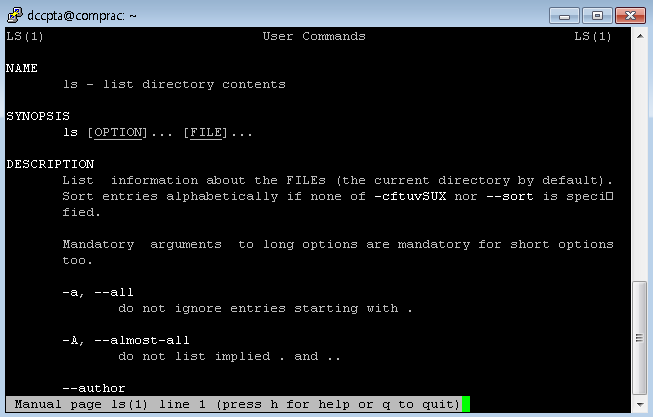 dccpta@comprac: ~
LS(1) User Commands LS(1)
NAME
ls - list directory contents
SYNOPSIS
ls [OPTION]... [FILE]...
DESCRIPTION
List information about the FILEs (the current directory by default).
Sort entries alphabetically if none of -cftuvSUX nor --sort is speci▯
fied.
Mandatory arguments to long options are mandatory for short options
too.
-a, --all
do not ignore entries starting with .
-A, --almost-all
do not list implied . and ..
--author
Manual page ls(1) line 1 (press h for help or q to quit)